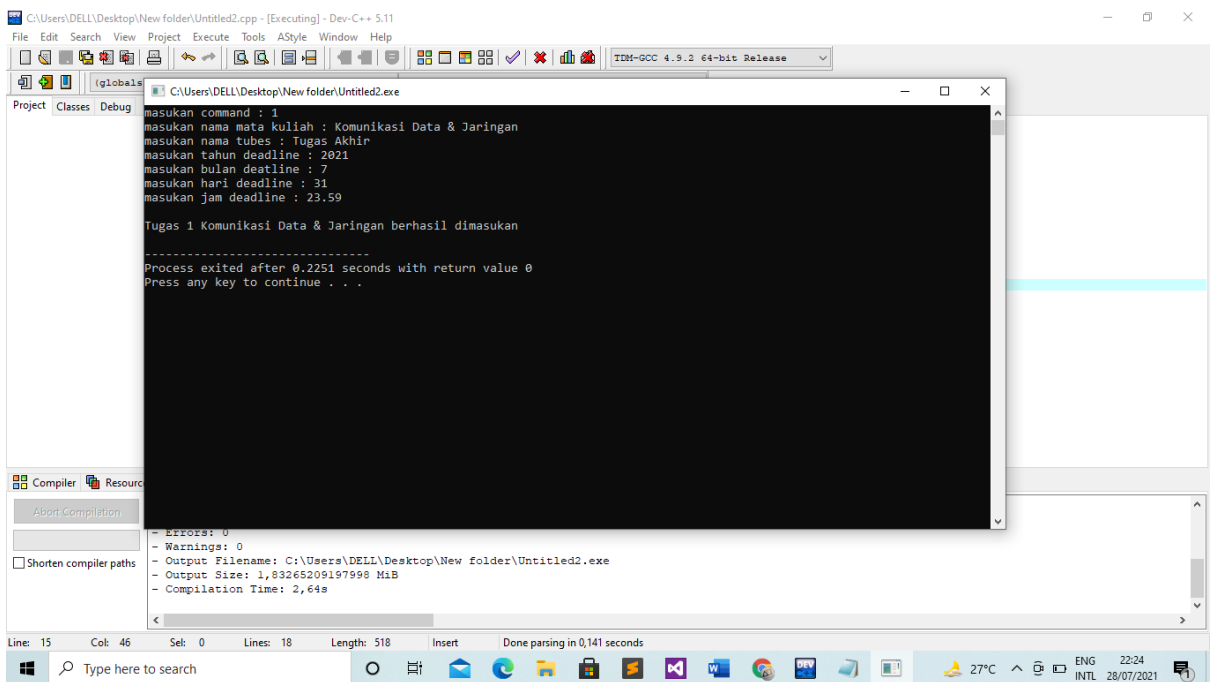 C:\Users\DELL\Desktop\New folder\Untitled2.cpp - [Executing] - Dev-C++ 5.11
File Edit Search View Project Execute Tools AStyle Window Help
TDM-GCC 4.9.2 64-bit Release
(globals
Project Classes Debug
C:\Users\DELL\Desktop\New folder\Untitled2.exe
masukan command : 1
masukan nama mata kuliah : Komunikasi Data & Jaringan
masukan nama tubes : Tugas Akhir
masukan tahun deadline : 2021
masukan bulan deatline : 7
masukan hari deadline : 31
masukan jam deadline : 23.59
Tugas 1 Komunikasi Data & Jaringan berhasil dimasukan
--------------------------------
Process exited after 0.2251 seconds with return value 0
Press any key to continue . . .
Compiler Resourc
Abort Compilation
Shorten compiler paths
- Errors: 0
- Warnings: 0
- Output Filename: C:\Users\DELL\Desktop\New folder\Untitled2.exe
- Output Size: 1,83265209197998 MiB
- Compilation Time: 2,64s
Line: 15 Col: 46 Sel: 0 Lines: 18 Length: 518 Insert Done parsing in 0,141 seconds
Type here to search
DEV
27°C
ENG
INTL
22:24
28/07/2021
1